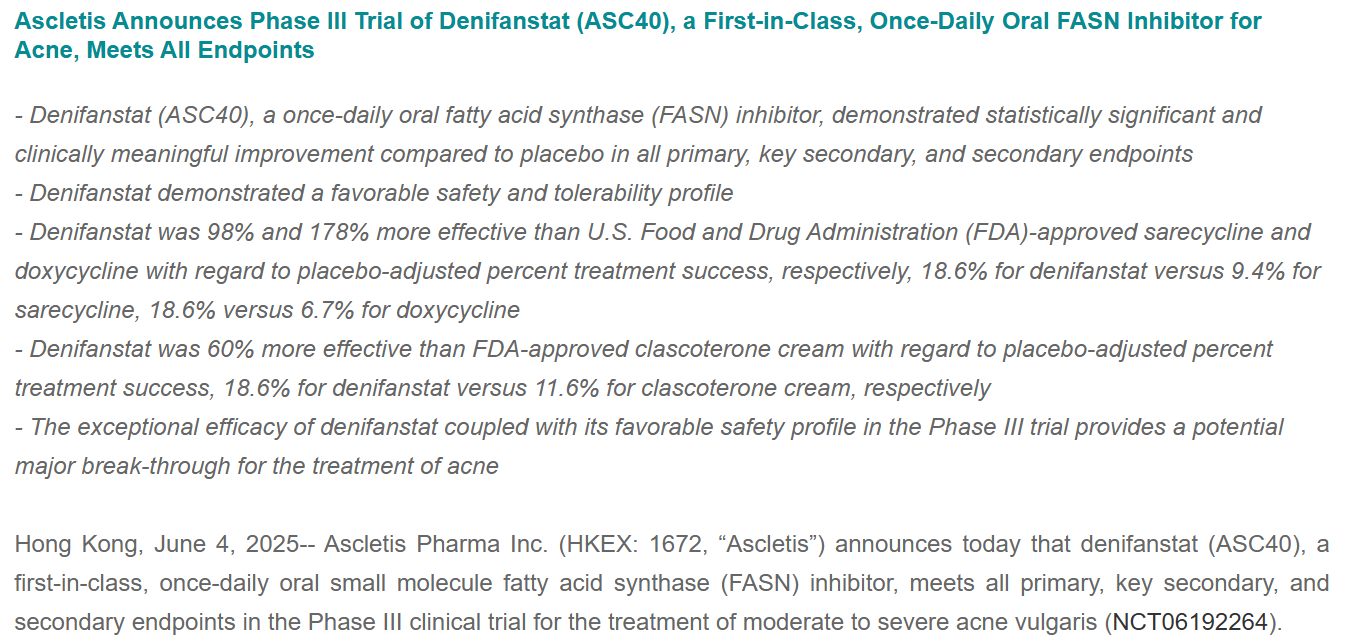 Ascletis Announces Phase III Trial of Denifanstat (ASC40), a First-in-Class, Once-Daily Oral FASN Inhibitor for
Acne, Meets All Endpoints
- Denifanstat (ASC40), a once-daily oral fatty acid synthase (FASN) inhibitor, demonstrated statistically significant and
clinically meaningful improvement compared to placebo in all primary, key secondary, and secondary endpoints
- Denifanstat demonstrated a favorable safety and tolerability profile
- Denifanstat was 98% and 178% more effective than U.S. Food and Drug Administration (FDA)-approved sarecycline and
doxycycline with regard to placebo-adjusted percent treatment success, respectively, 18.6% for denifanstat versus 9.4% for
sarecycline, 18.6% versus 6.7% for doxycycline
- Denifanstat was 60% more effective than FDA-approved clascoterone cream with regard to placebo-adjusted percent
treatment success, 18.6% for denifanstat versus 11.6% for clascoterone cream, respectively
- The exceptional efficacy of denifanstat coupled with its favorable safety profile in the Phase III trial provides a potential
major break-through for the treatment of acne
Hong Kong, June 4, 2025-- Ascletis Pharma Inc. (HKEX: 1672, “Ascletis”) announces today that denifanstat (ASC40), a
first-in-class, once-daily oral small molecule fatty acid synthase (FASN) inhibitor, meets all primary, key secondary, and
secondary endpoints in the Phase III clinical trial for the treatment of moderate to severe acne vulgaris (NCT06192264).